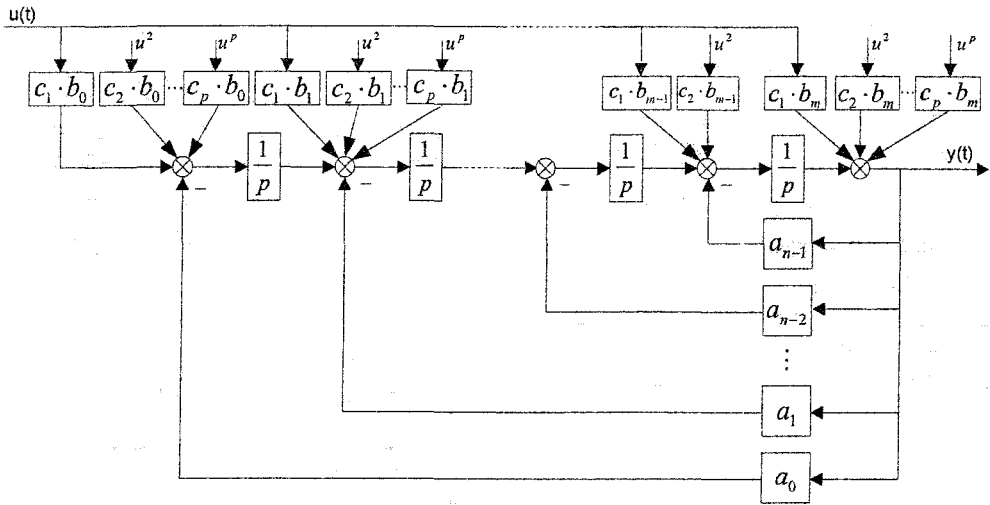 u(t)
u² u^p u² u^p u² u² u^p
c₁·b₀ c₂·b₀ ... c_p·b₀ c₁·b₁ c₂·b₁ ... c_p·b₁ c₁·b_{m-1} c₂·b_{m-1} c₁·b_m c₂·b_m ... c_p·b_m
1/p 1/p 1/p 1/p y(t)
− − − −
a_{n-1}
a_{n-2}
⋮
a₁
a₀